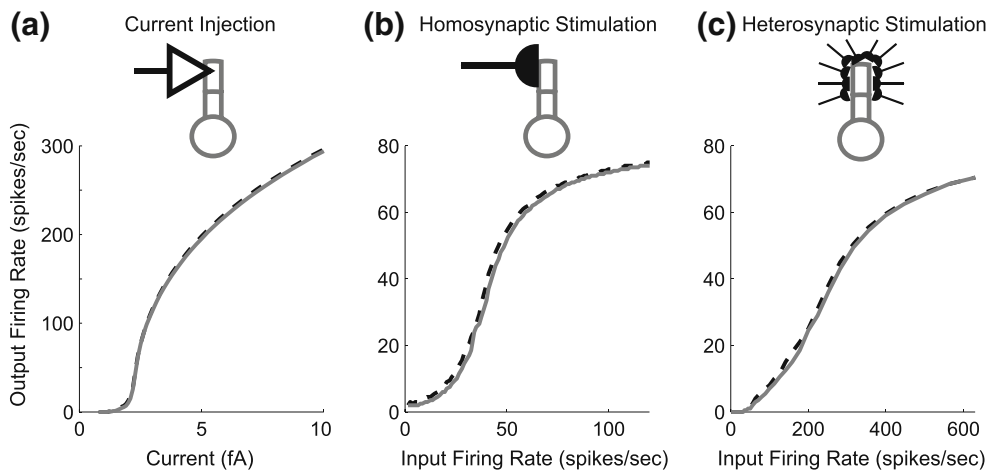 (a) Current Injection
(b) Homosynaptic Stimulation
(c) Heterosynaptic Stimulation
Output Firing Rate (spikes/sec)
300
200
100
0
0 5 10
Current (fA)
80
60
40
20
0
0 50 100
Input Firing Rate (spikes/sec)
80
60
40
20
0
0 200 400 600
Input Firing Rate (spikes/sec)